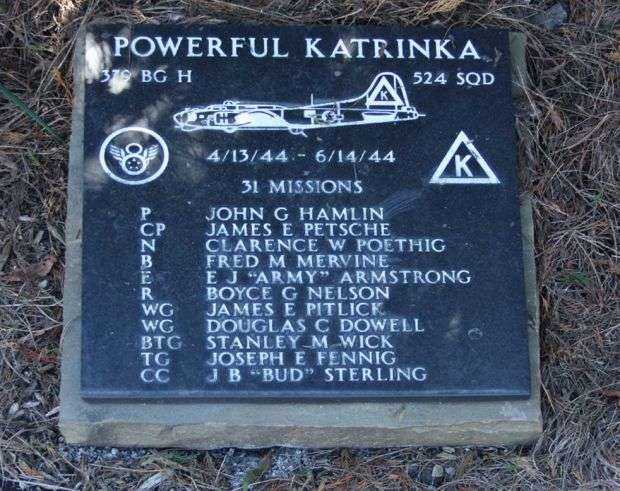 POWERFUL KATRINKA
379 BG H 524 SQD
K
H
4/13/44 - 6/14/44
8
K
31 MISSIONS
P JOHN G HAMLIN
CP JAMES E PETSCHE
N CLARENCE W POETHIG
B FRED M MERVINE
E E J "ARMY" ARMSTRONG
R BOYCE G NELSON
WG JAMES E PITLICK
WG DOUGLAS C DOWELL
BTG STANLEY M WICK
TG JOSEPH E FENNIG
CC J B "BUD" STERLING